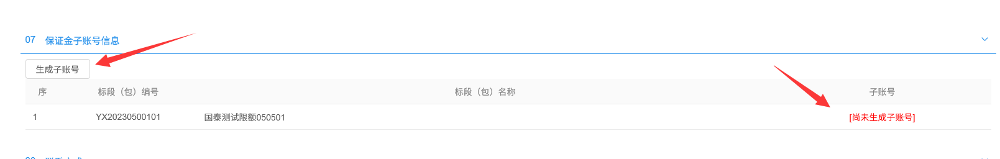 07 保证金子账号信息
生成子账号
序 标段（包）编号 标段（包）名称 子账号
1 YX20230500101 国泰测试限额050501 [尚未生成子账号]